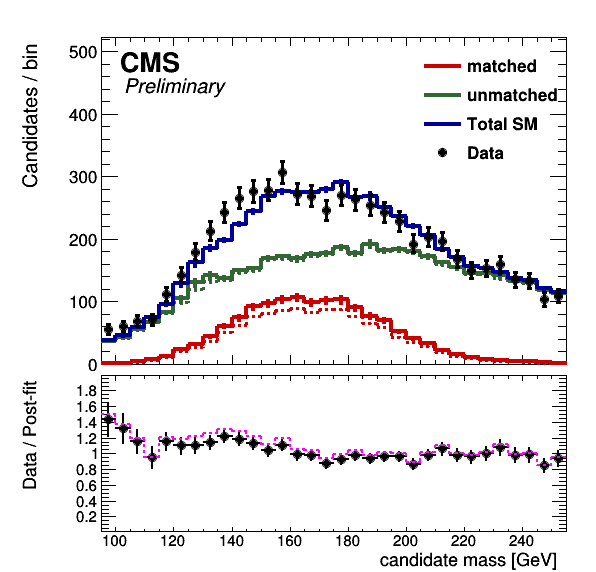 CMS
Preliminary
matched
unmatched
Total SM
Data
Candidates / bin
500
400
300
200
100
0
Data / Post-fit
1.8
1.6
1.4
1.2
1
0.8
0.6
0.4
0.2
100 120 140 160 180 200 220 240
candidate mass [GeV]